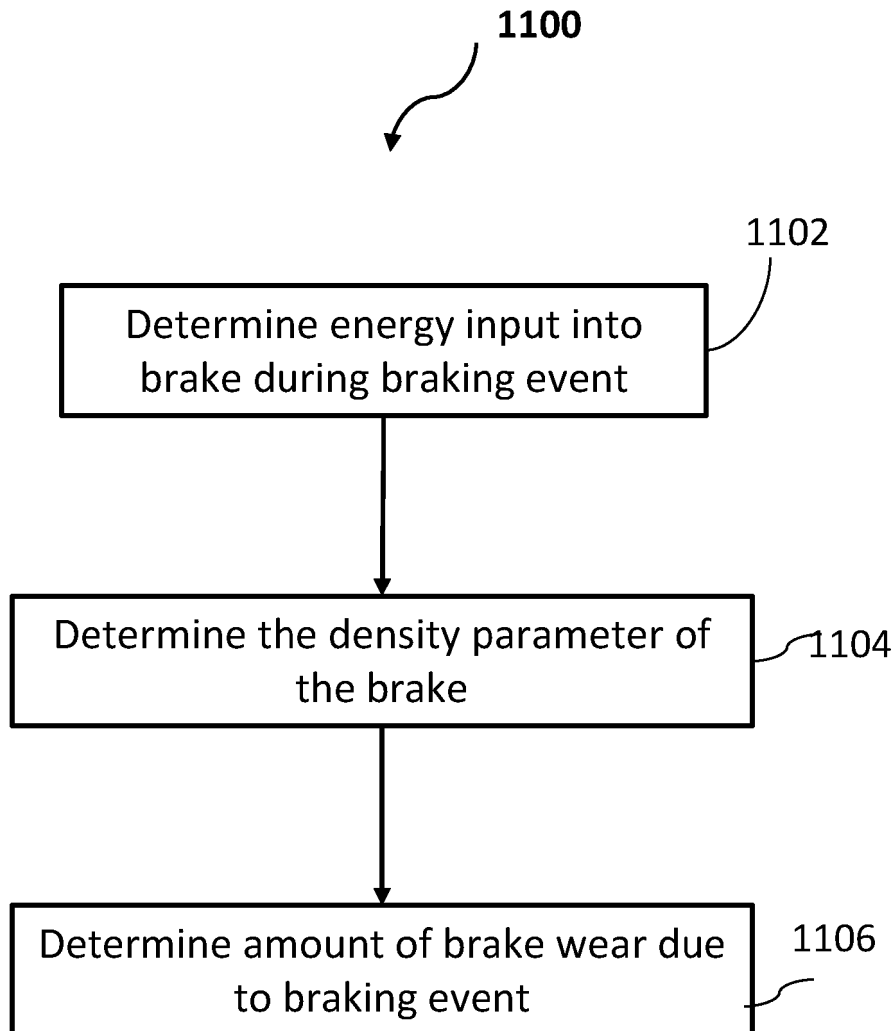 1100
1102
Determine energy input into
brake during braking event
Determine the density parameter of
the brake
1104
Determine amount of brake wear due
to braking event
1106